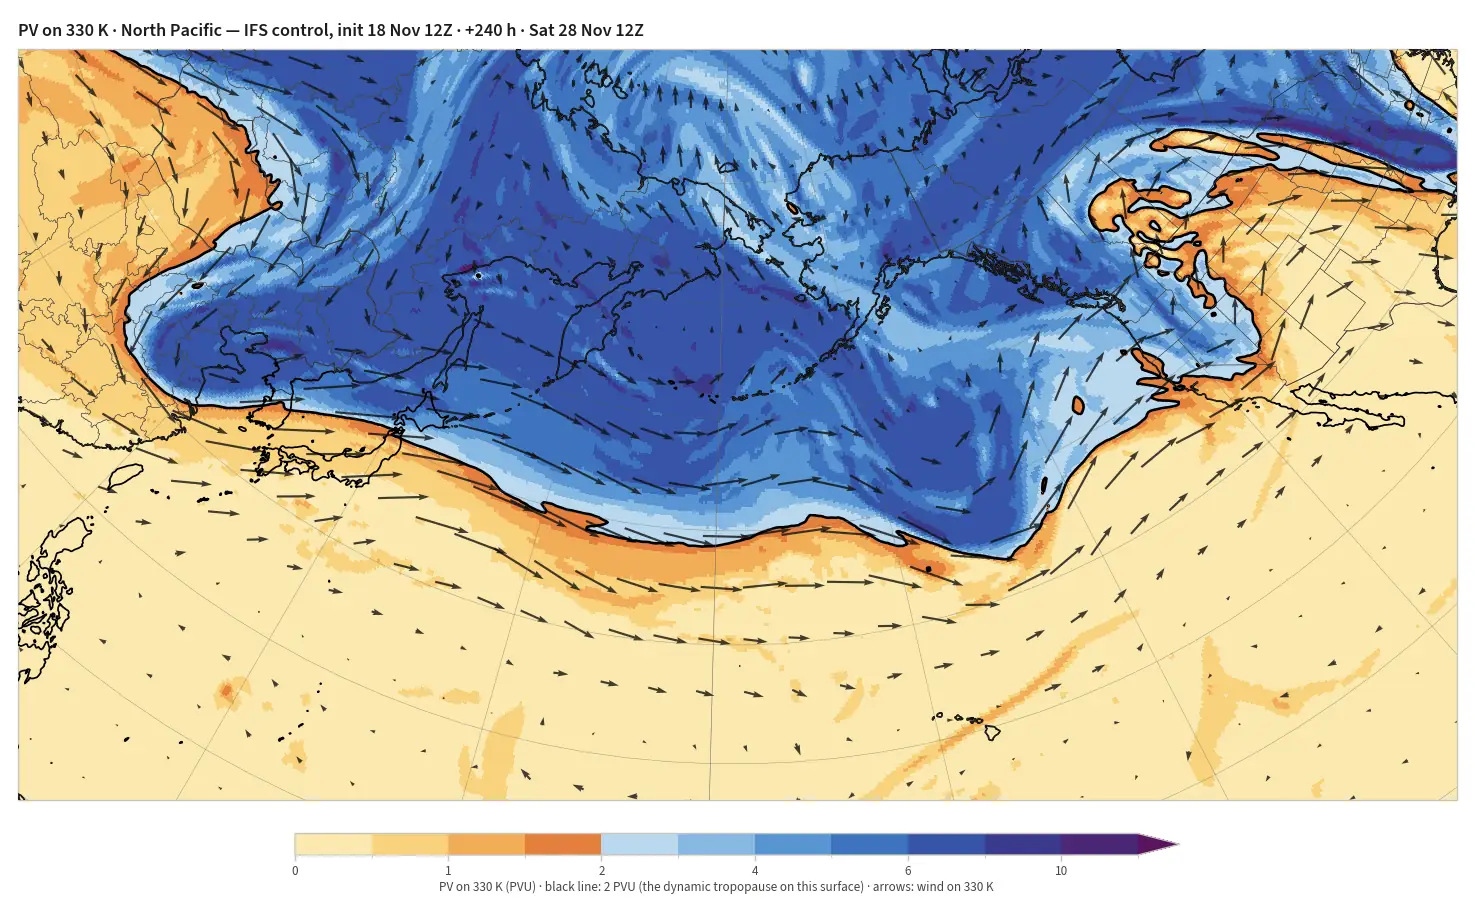 PV on 330 K · North Pacific — IFS control, init 18 Nov 12Z · +240 h · Sat 28 Nov 12Z
0 1 2 4 6 10
PV on 330 K (PVU) · black line: 2 PVU (the dynamic tropopause on this surface) · arrows: wind on 330 K